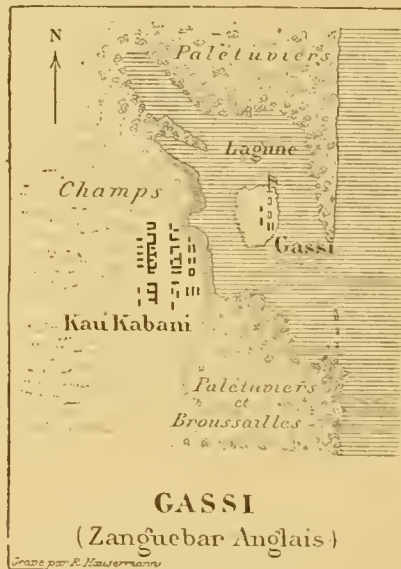 N
Palétuviers
Lagune
Champs
Gassi
Kau Kabani
Palétuviers
et
Broussailles
GASSI
(Zanguebar Anglais)
Gravé par R. Hausermann